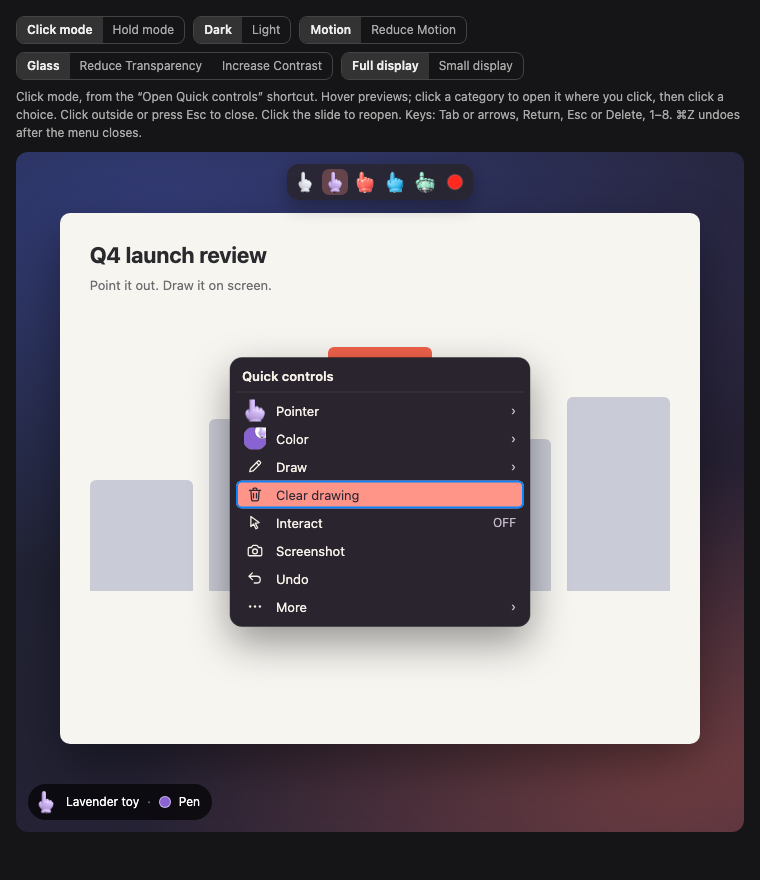 Click mode Hold mode Dark Light Motion Reduce Motion
Glass Reduce Transparency Increase Contrast Full display Small display
Click mode, from the “Open Quick controls” shortcut. Hover previews; click a category to open it where you click, then click a
choice. Click outside or press Esc to close. Click the slide to reopen. Keys: Tab or arrows, Return, Esc or Delete, 1–8. ⌘Z undoes
after the menu closes.
Q4 launch review
Point it out. Draw it on screen.
Quick controls
Pointer ›
Color ›
Draw ›
Clear drawing
Interact OFF
Screenshot
Undo
More ›
Lavender toy · Pen